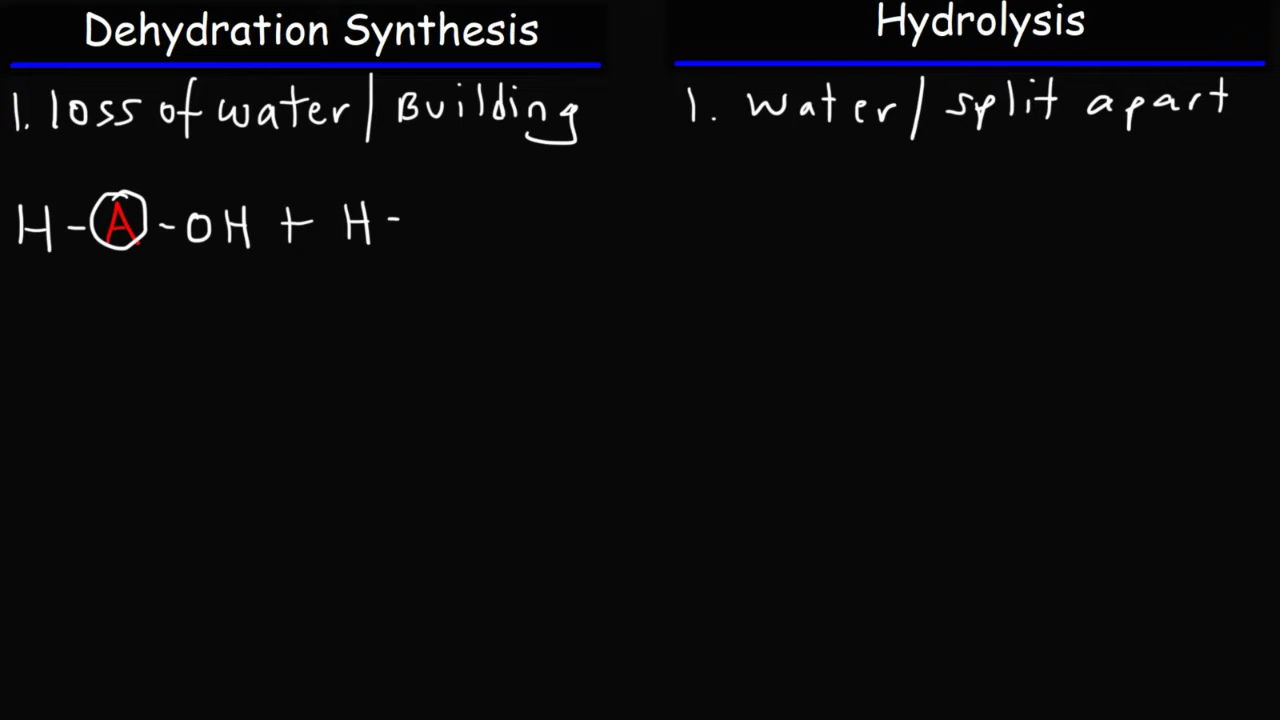 Dehydration Synthesis
1. loss of water/Building
H-A-OH + H-
Hydrolysis
1. water/split apart